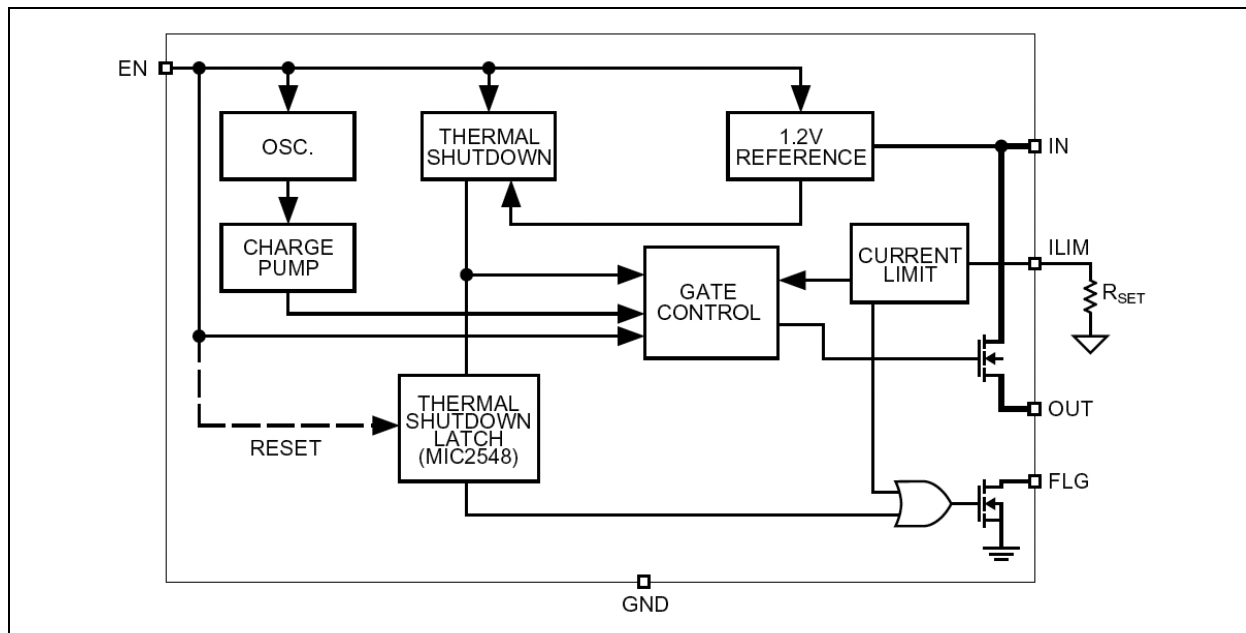 EN
OSC.
THERMAL
SHUTDOWN
1.2V
REFERENCE
IN
CHARGE
PUMP
GATE
CONTROL
CURRENT
LIMIT
ILIM
RSET
THERMAL
SHUTDOWN
LATCH
(MIC2548)
RESET
OUT
FLG
GND